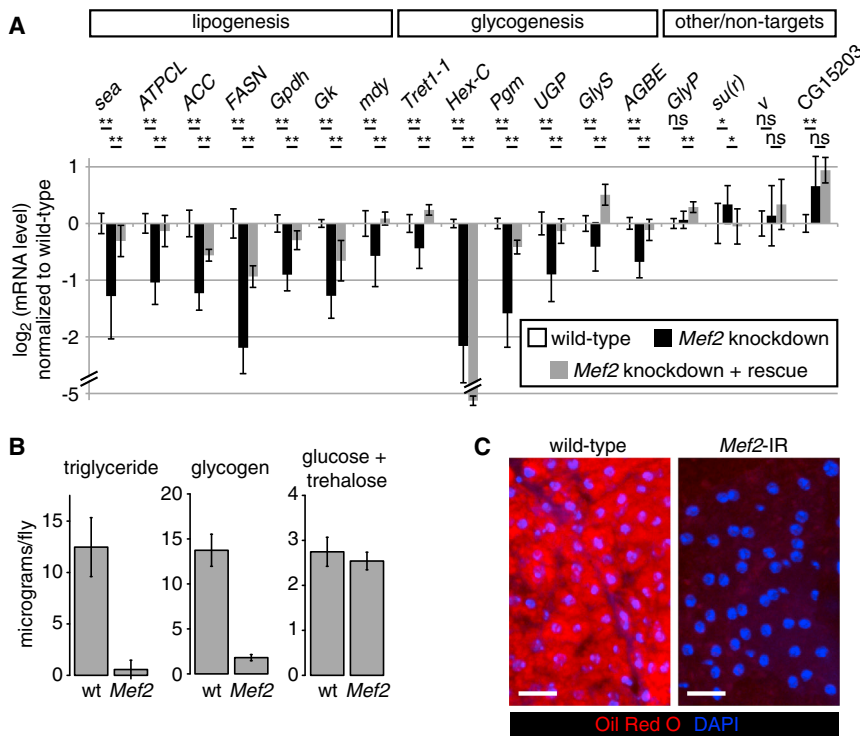 A
lipogenesis glycogenesis other/non-targets
sea ATPCL ACC FASN Gpdh Gk mdy Tret1-1 Hex-C Pgm UGP GlyS AGBE GlyP su(r) v CG15203
** ** ** ** ** ** ** ** ** ** ** ** ** ns * ns **
** ** ** ** ** ** ** ** ** ** ** ** ** ** * ns ns
log2 (mRNA level)
normalized to wild-type
1
0
-1
-2
-5
wild-type Mef2 knockdown
Mef2 knockdown + rescue
B
triglyceride glycogen glucose +
trehalose
micrograms/fly
15
10
5
0
wt Mef2
20
15
10
5
0
wt Mef2
4
3
2
1
0
wt Mef2
C
wild-type Mef2-IR
Oil Red O DAPI